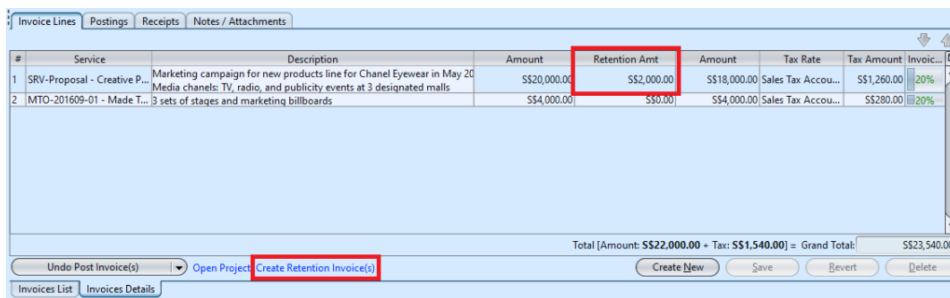 Invoice Lines Postings Receipts Notes / Attachments
# Service Description Amount Retention Amt Amount Tax Rate Tax Amount Invoic...
1 SRV-Proposal - Creative P... Marketing campaign for new products line for Chanel Eyewear in May 20 S$20,000.00 S$2,000.00 S$18,000.00 Sales Tax Accou... S$1,260.00 20%
Media chanels: TV, radio, and publicity events at 3 designated malls
2 MTO-201609-01 - Made T... 3 sets of stages and marketing billboards S$4,000.00 S$0.00 S$4,000.00 Sales Tax Accou... S$280.00 20%
Total [Amount: S$22,000.00 + Tax: S$1,540.00] = Grand Total: S$23,540.00
Undo Post Invoice(s) Open Project Create Retention Invoice(s) Create New Save Revert Delete
Invoices List Invoices Details